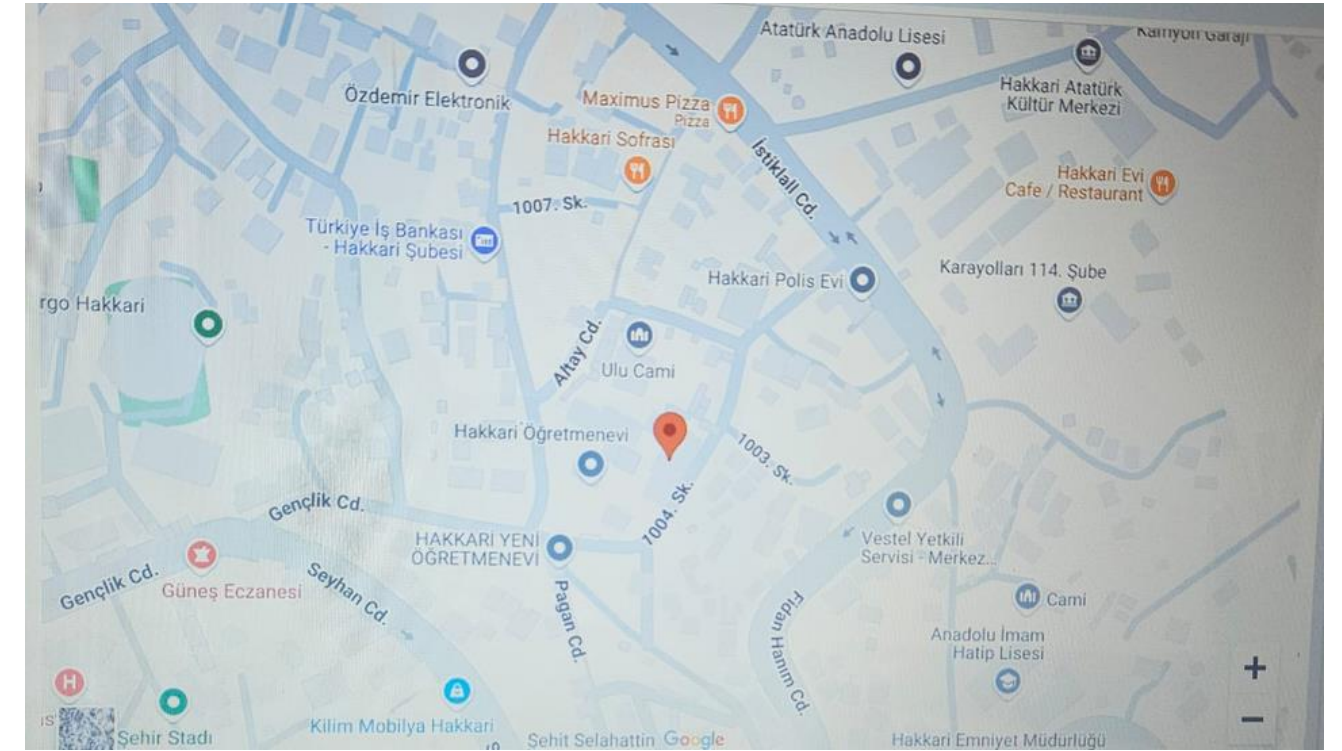 Atatürk Anadolu Lisesi
Kamyon Garajı
Özdemir Elektronik
Maximus Pizza
Pizza
Hakkari Atatürk
Kültür Merkezi
Hakkari Sofrası
İstiklall Cd.
Hakkari Evi
Cafe / Restaurant
1007. Sk.
Türkiye İş Bankası
- Hakkari Şubesi
Hakkari Polis Evi
Karayolları 114. Şube
rgo Hakkari
Altay Cd.
Ulu Cami
Hakkari Öğretmenevi
1003. Sk.
Gençlik Cd.
1004. Sk.
HAKKARİ YENİ
ÖĞRETMENEVİ
Vestel Yetkili
Servisi - Merkez...
Gençlik Cd.
Güneş Eczanesi
Seyhan Cd.
Pagan Cd.
Fidan Hanım Cd.
Cami
Anadolu İmam
Hatip Lisesi
+
H
Şehir Stadı
Kilim Mobilya Hakkari
Şehit Selahattin
Google
Hakkari Emniyet Müdürlüğü
−